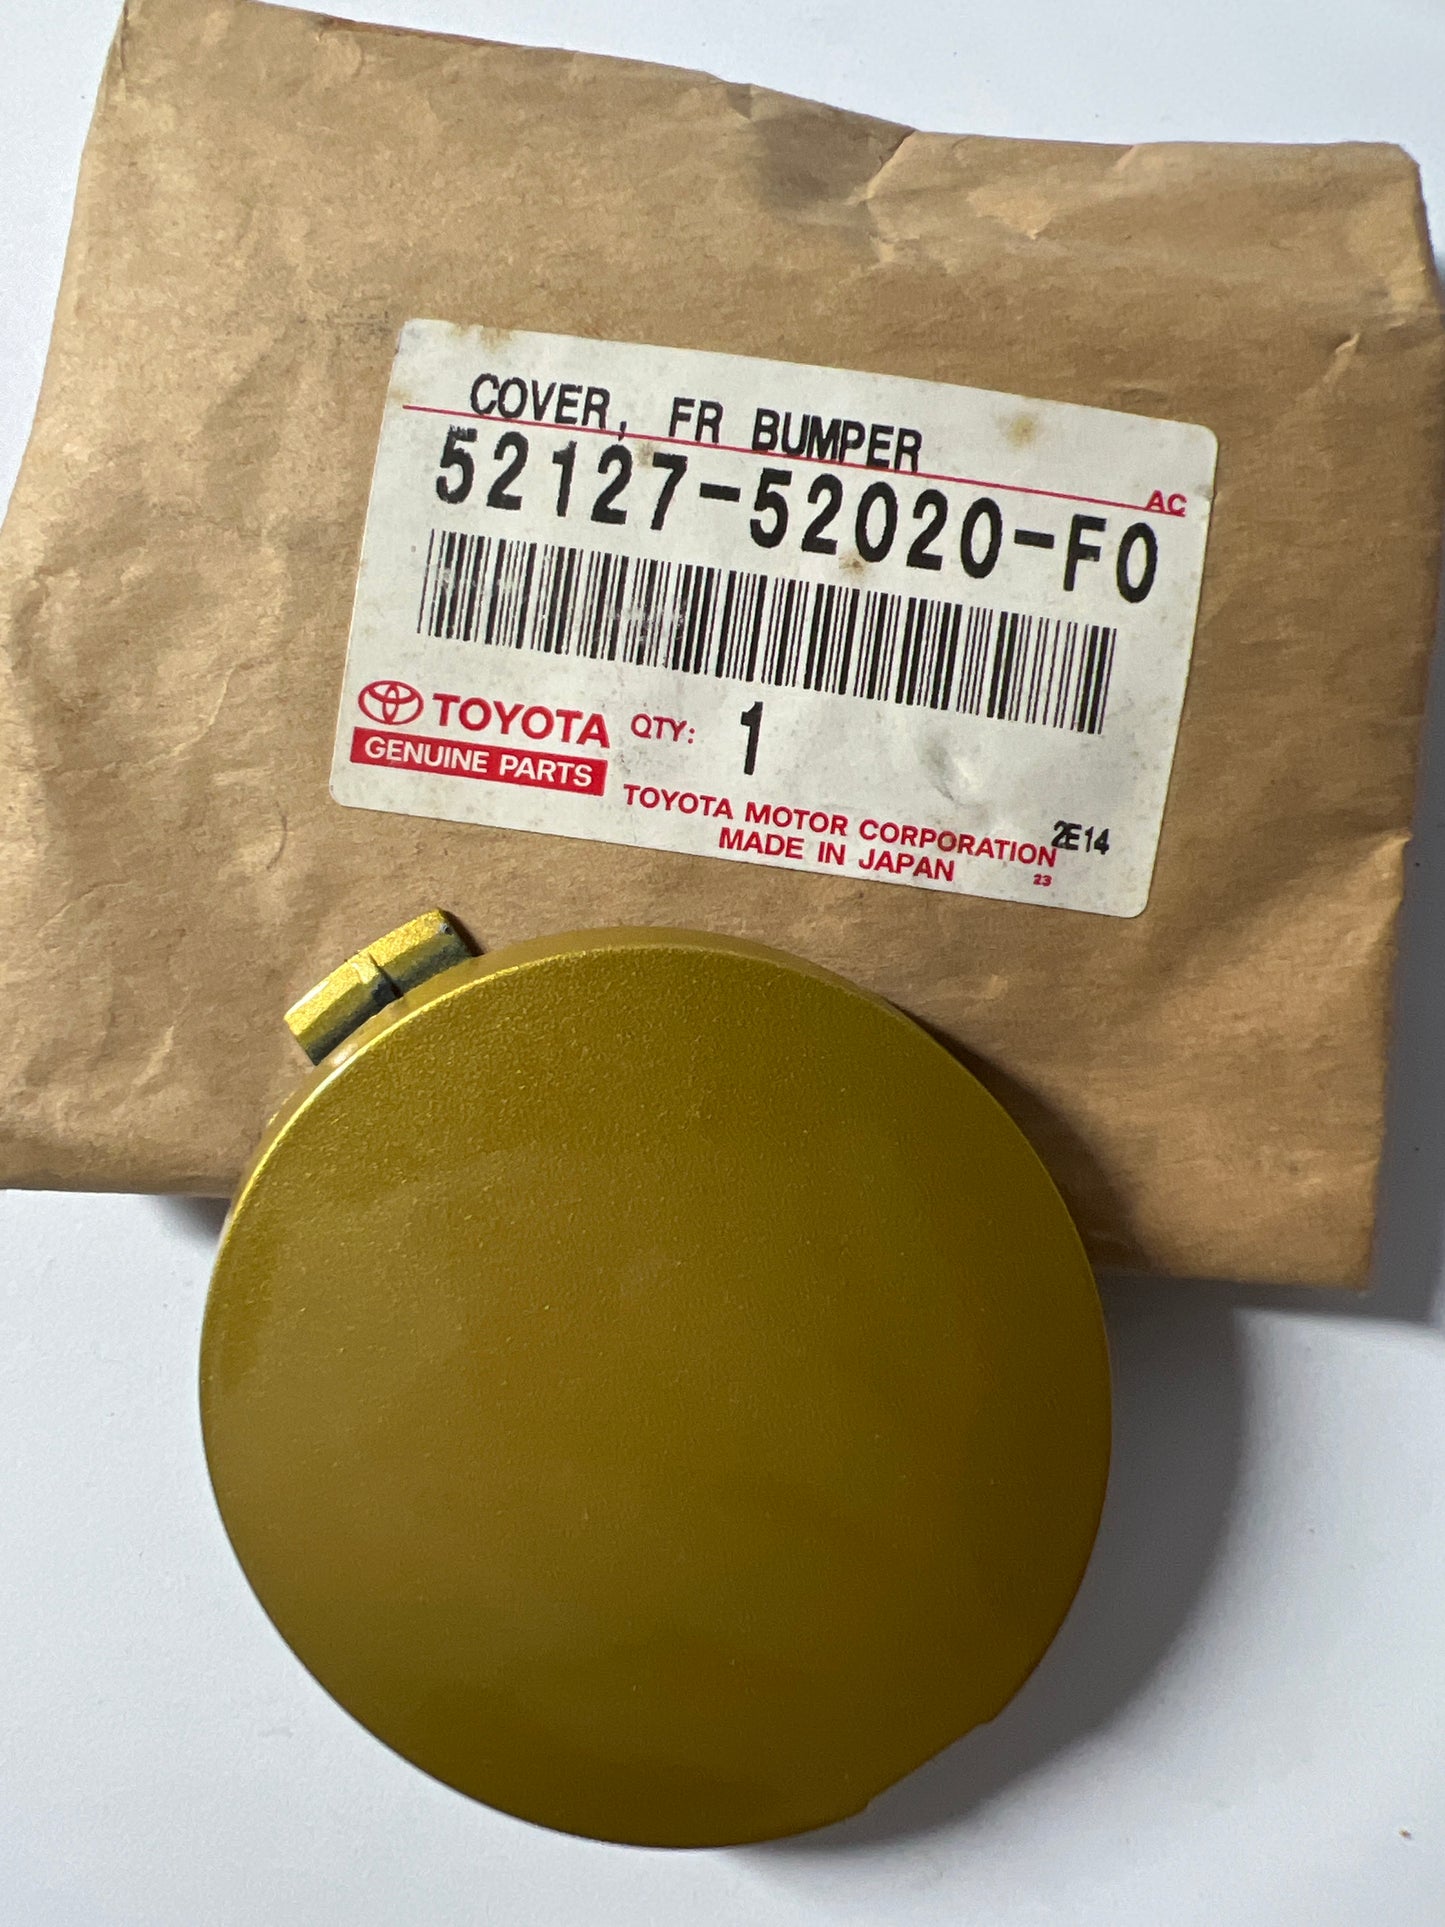 COVER, FR BUMPER
AC
52127-52020-F0
TOYOTA QTY: 1
GENUINE PARTS
TOYOTA MOTOR CORPORATION 2E14
MADE IN JAPAN 23